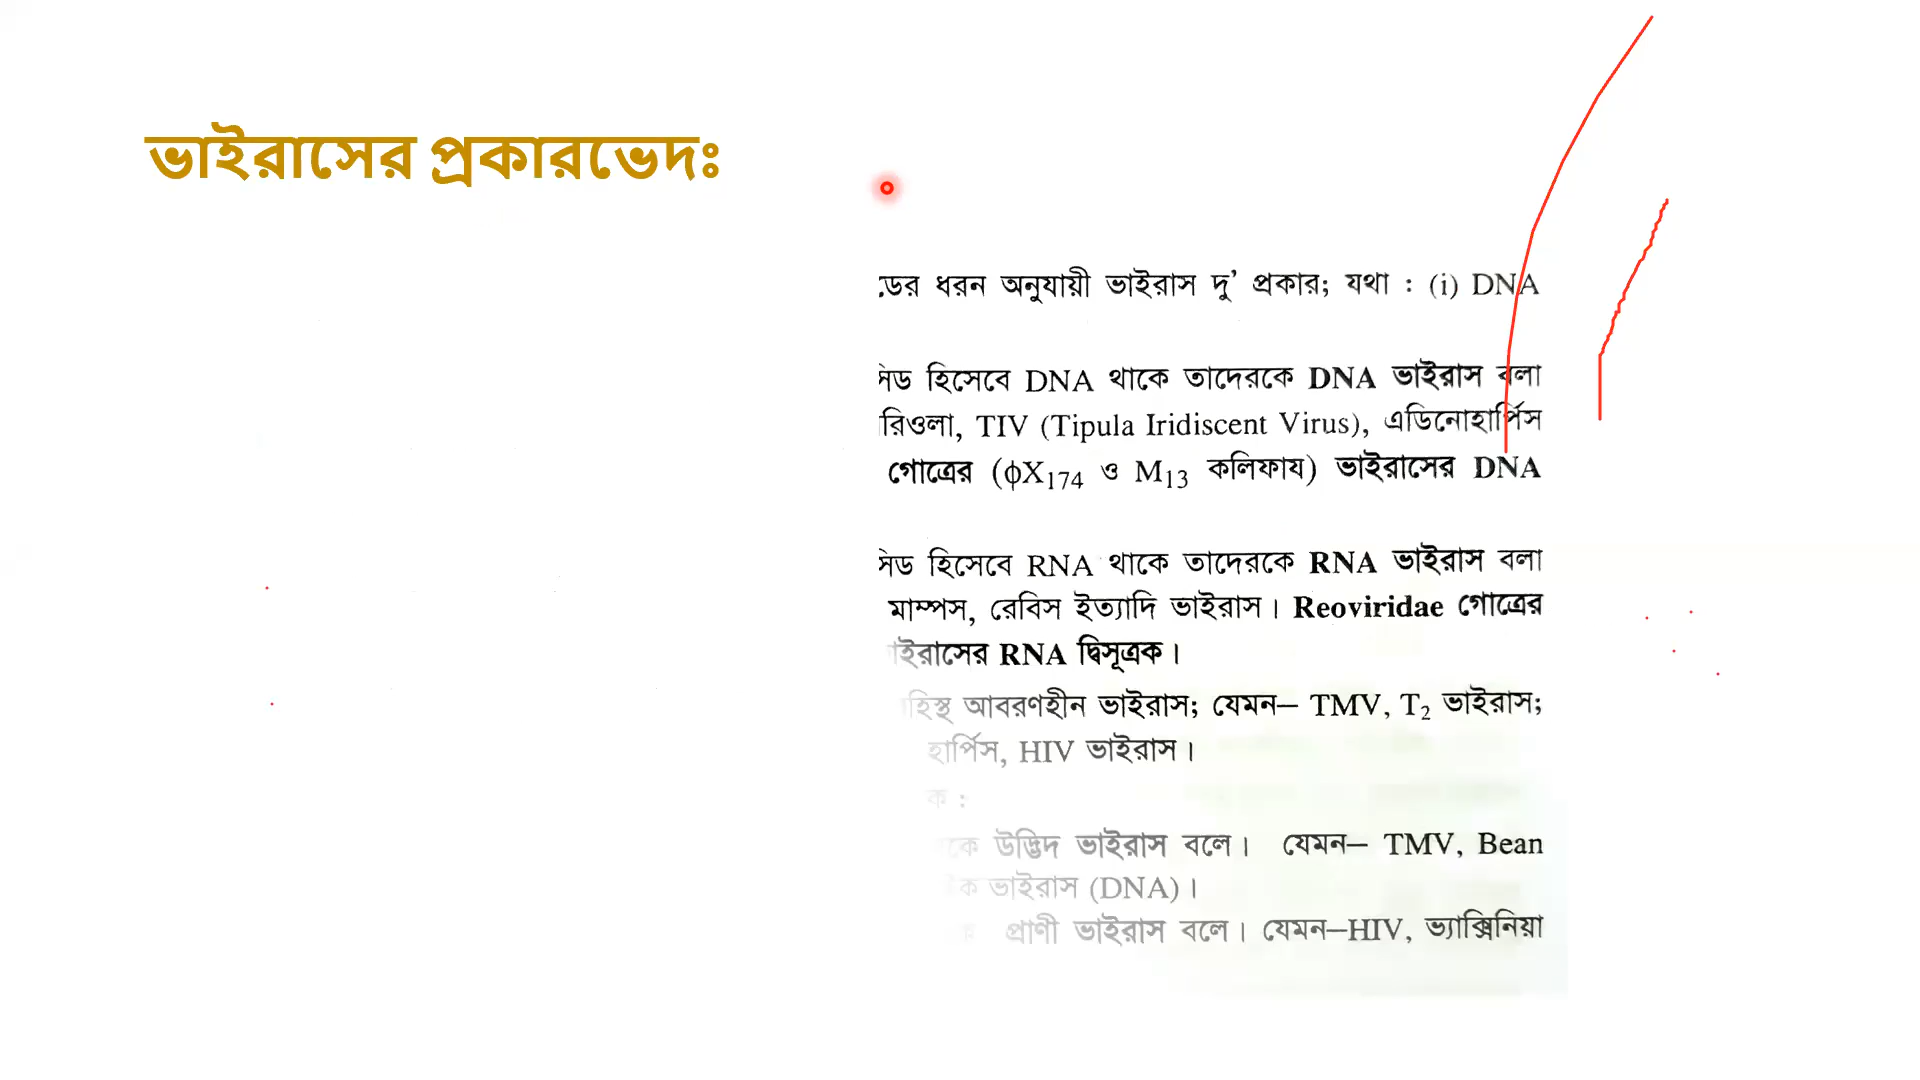 ভাইরাসের প্রকারভেদঃ
ধরন অনুযায়ী ভাইরাস দু’ প্রকার; যথা : (i) DNA
হিসেবে DNA থাকে তাদেরকে DNA ভাইরাস বলা
TIV (Tipula Iridiscent Virus), এডিনোহার্পিস
গোত্রের (ϕX174 ও M13 কলিফায) ভাইরাসের DNA
হিসেবে RNA থাকে তাদেরকে RNA ভাইরাস বলা
মাম্পস, রেবিস ইত্যাদি ভাইরাস। Reoviridae গোত্রের
RNA দ্বিসূত্রক।
আবরণহীন ভাইরাস; যেমন– TMV, T2 ভাইরাস;
হার্পিস, HIV ভাইরাস।
উদ্ভিদ ভাইরাস বলে। যেমন– TMV, Bean
ভাইরাস (DNA)।
প্রাণী ভাইরাস বলে। যেমন–HIV, ভ্যাক্সিনিয়া